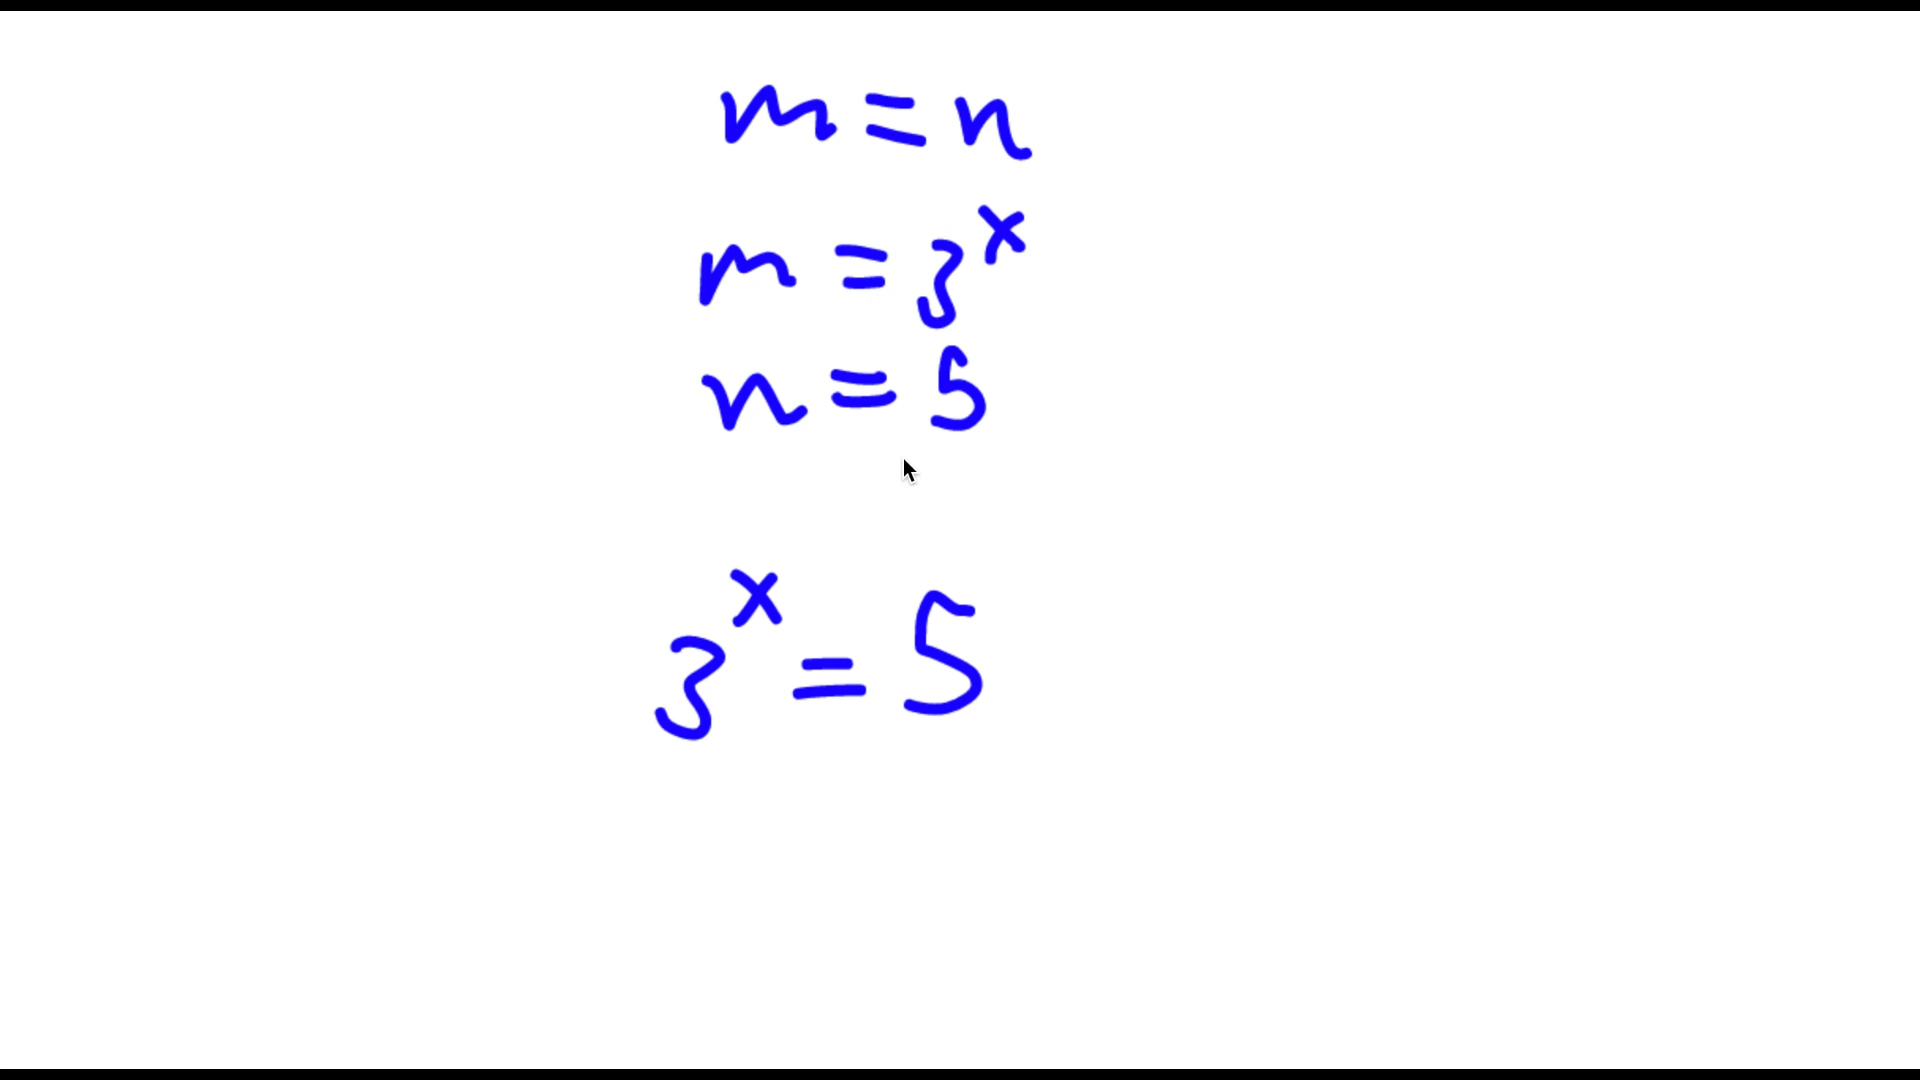 m = n
m = 3^x
n = 5
3^x = 5